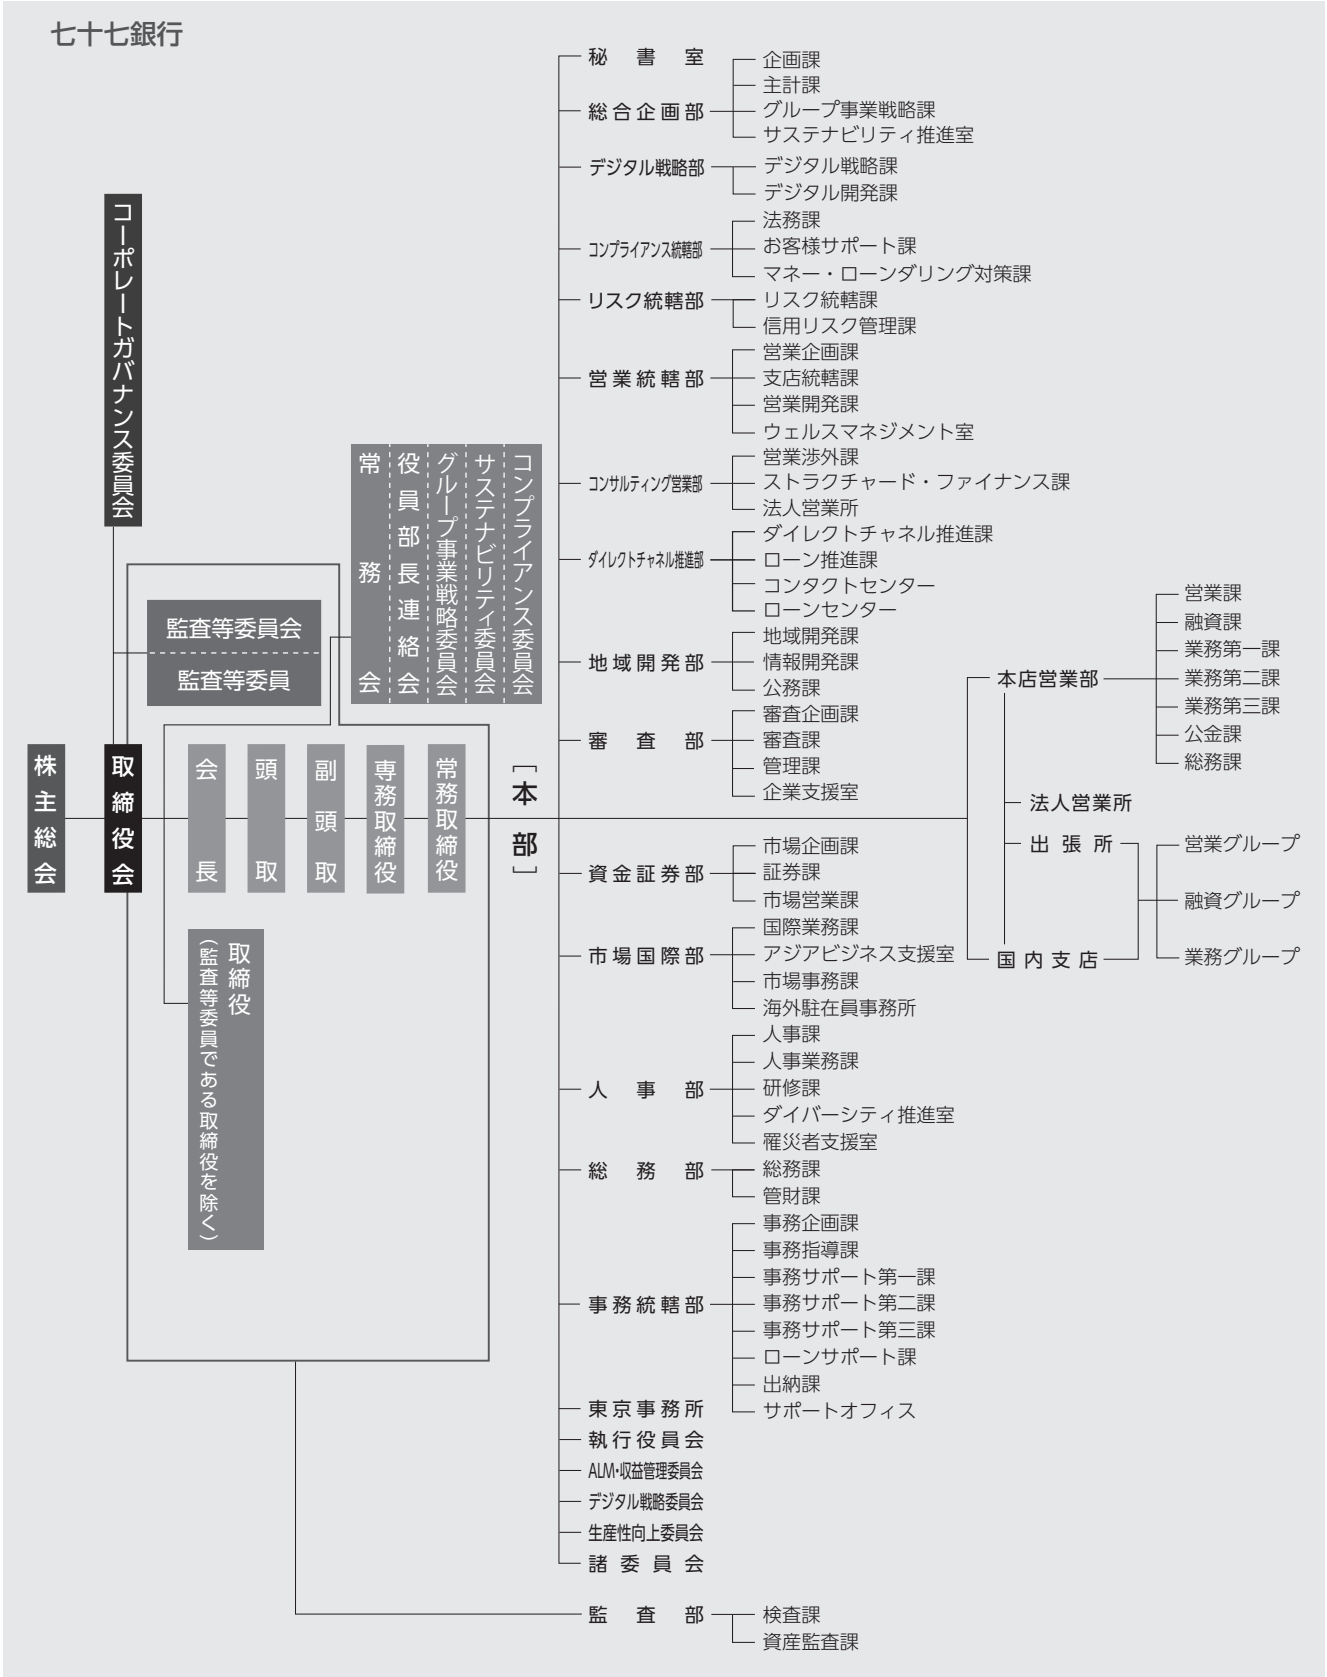 七十七銀行
コーポレートガバナンス委員会
監査等委員会
監査等委員
常務会
役員部長連絡会
グループ事業戦略委員会
サステナビリティ委員会
コンプライアンス委員会
株主総会
取締役会
会長
頭取
副頭取
専務取締役
常務取締役
取締役
(監査等委員である取締役を除く)
[本部]
秘書室
総合企画部
企画課
主計課
グループ事業戦略課
サステナビリティ推進室
デジタル戦略部
デジタル戦略課
デジタル開発課
コンプライアンス統轄部
法務課
お客様サポート課
マネー・ローンダリング対策課
リスク統轄部
リスク統轄課
信用リスク管理課
営業統轄部
営業企画課
支店統轄課
営業開発課
ウェルスマネジメント室
コンサルティング営業部
営業渉外課
ストラクチャード・ファイナンス課
法人営業所
ダイレクトチャネル推進部
ダイレクトチャネル推進課
ローン推進課
コンタクトセンター
ローンセンター
地域開発部
地域開発課
情報開発課
公務課
審査部
審査企画課
審査課
管理課
企業支援室
資金証券部
市場企画課
証券課
市場営業課
市場国際部
国際業務課
アジアビジネス支援室
市場事務課
海外駐在員事務所
人事部
人事課
人事業務課
研修課
ダイバーシティ推進室
罹災者支援室
総務部
総務課
管財課
事務統轄部
事務企画課
事務指導課
事務サポート第一課
事務サポート第二課
事務サポート第三課
ローンサポート課
出納課
サポートオフィス
東京事務所
執行役員会
ALM・収益管理委員会
デジタル戦略委員会
生産性向上委員会
諸委員会
監査部
検査課
資産監査課
本店営業部
営業課
融資課
業務第一課
業務第二課
業務第三課
公金課
総務課
法人営業所
出張所
国内支店
営業グループ
融資グループ
業務グループ